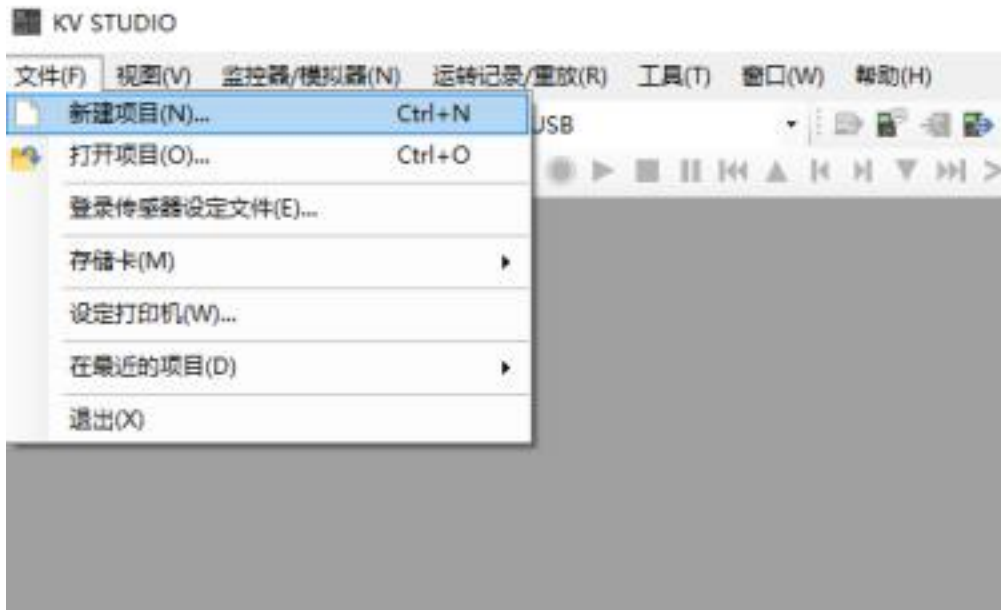 KV STUDIO
文件(F) 视图(V) 监控器/模拟器(N) 运转记录/重放(R) 工具(T) 窗口(W) 帮助(H)
新建项目(N)... Ctrl+N
USB
打开项目(O)... Ctrl+O
登录传感器设定文件(E)...
存储卡(M)
设定打印机(W)...
在最近的项目(D)
退出(X)